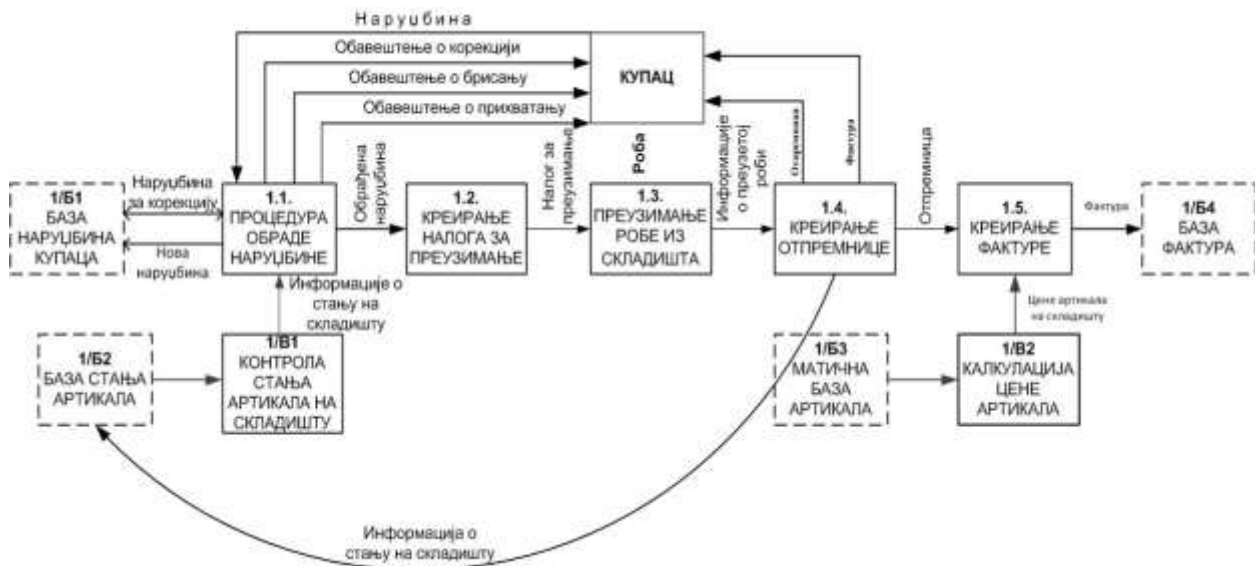 Наруџбина
Обавештење о корекцији
Обавештење о брисању
Обавештење о прихватању
КУПАЦ
Наруџбина
за корекцију
Нова
наруџбина
Обрађена
наруџбина
Налог за
преузимање
Роба
Информације
о преузетој
роби
Отпремница
Фактура
Отпремница
Фактура
1/Б1
БАЗА
НАРУЏБИНА
КУПАЦА
1.1.
ПРОЦЕДУРА
ОБРАДЕ
НАРУЏБИНЕ
1.2.
КРЕИРАЊЕ
НАЛОГА ЗА
ПРЕУЗИМАЊЕ
1.3.
ПРЕУЗИМАЊЕ
РОБЕ ИЗ
СКЛАДИШТА
1.4.
КРЕИРАЊЕ
ОТПРЕМНИЦЕ
1.5.
КРЕИРАЊЕ
ФАКТУРЕ
1/Б4
БАЗА
ФАКТУРА
Информације о
стању на
складишту
Цене артикала
на складишту
1/Б2
БАЗА СТАЊА
АРТИКАЛА
1/В1
КОНТРОЛА
СТАЊА
АРТИКАЛА НА
СКЛАДИШТУ
1/Б3
МАТИЧНА
БАЗА
АРТИКАЛА
1/В2
КАЛКУЛАЦИЈА
ЦЕНЕ
АРТИКАЛА
Информација о
стању на складишту